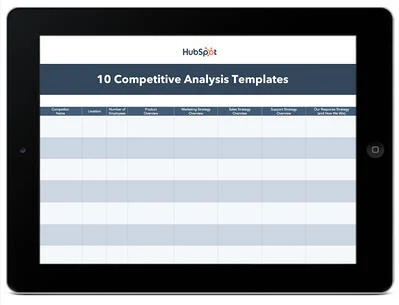 HubSpot
10 Competitive Analysis Templates
Competitor Name
Location
Number of Employees
Product Overview
Marketing Strategy Overview
Sales Strategy Overview
Support Strategy Overview
Our Response Strategy (and How We Win)